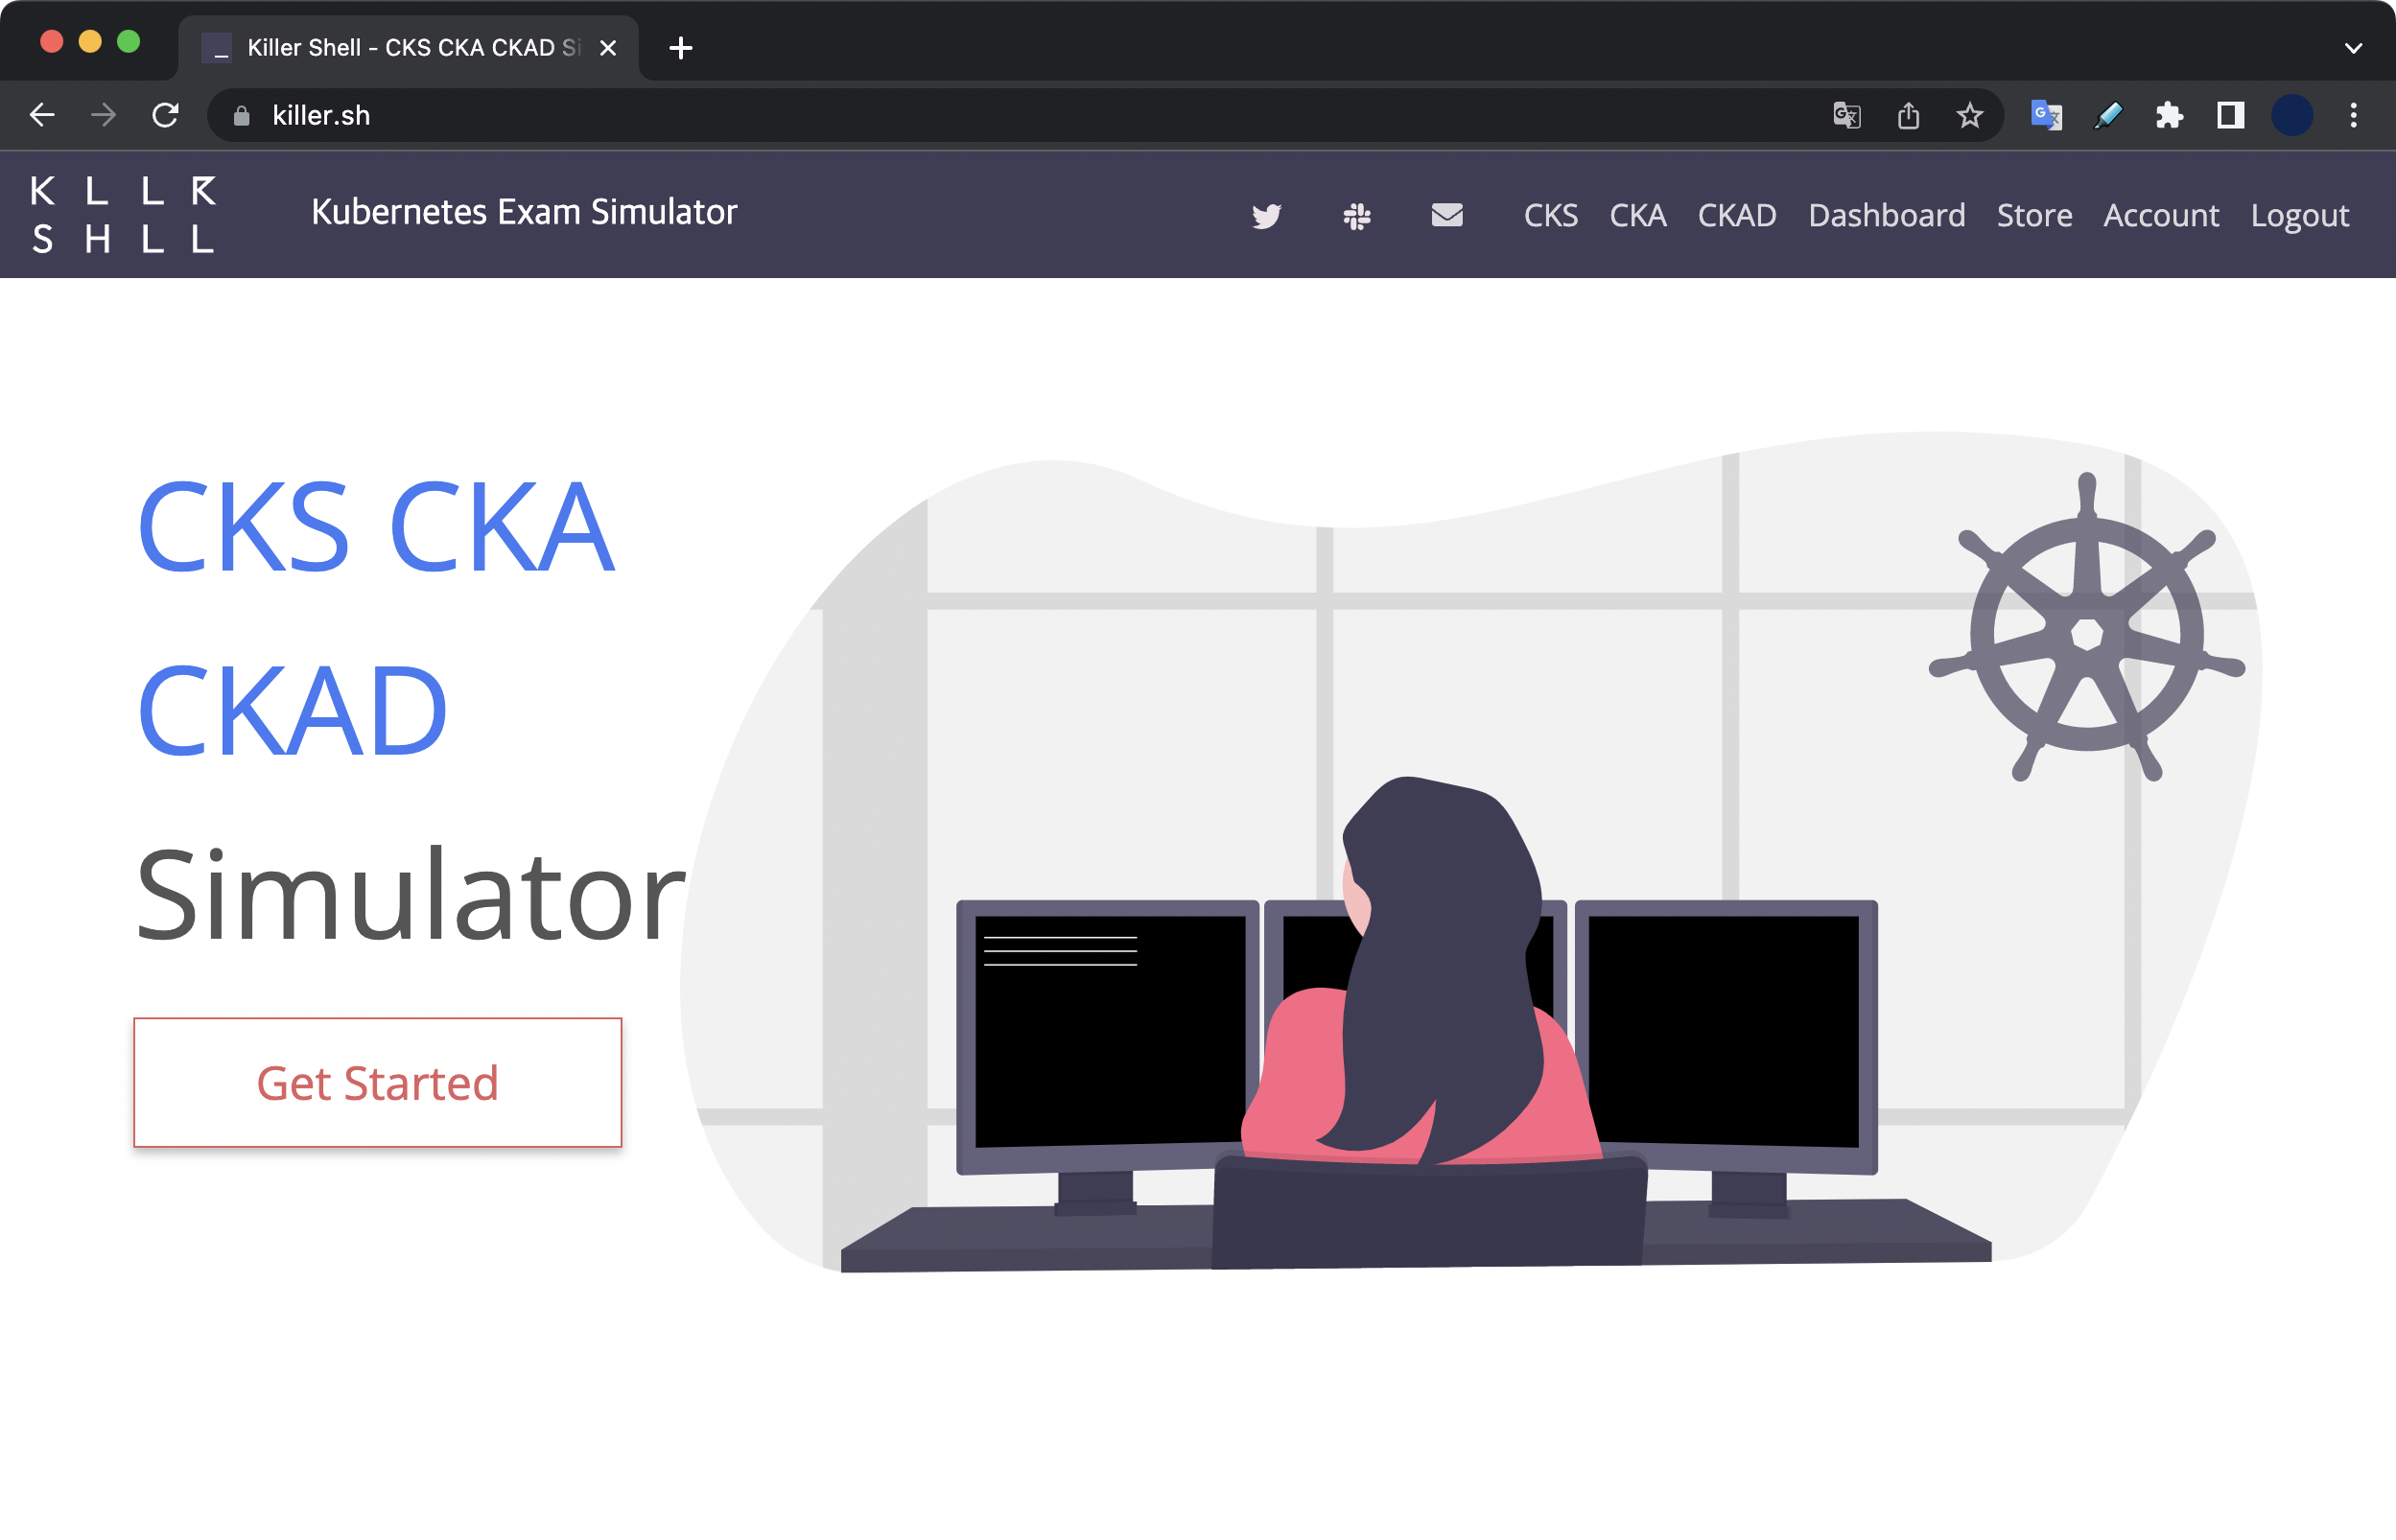 Killer Shell - CKS CKA CKAD Si
killer.sh
K L L R
S H L L
Kubernetes Exam Simulator
CKS CKA CKAD Dashboard Store Account Logout
CKS CKA
CKAD
Simulator
Get Started